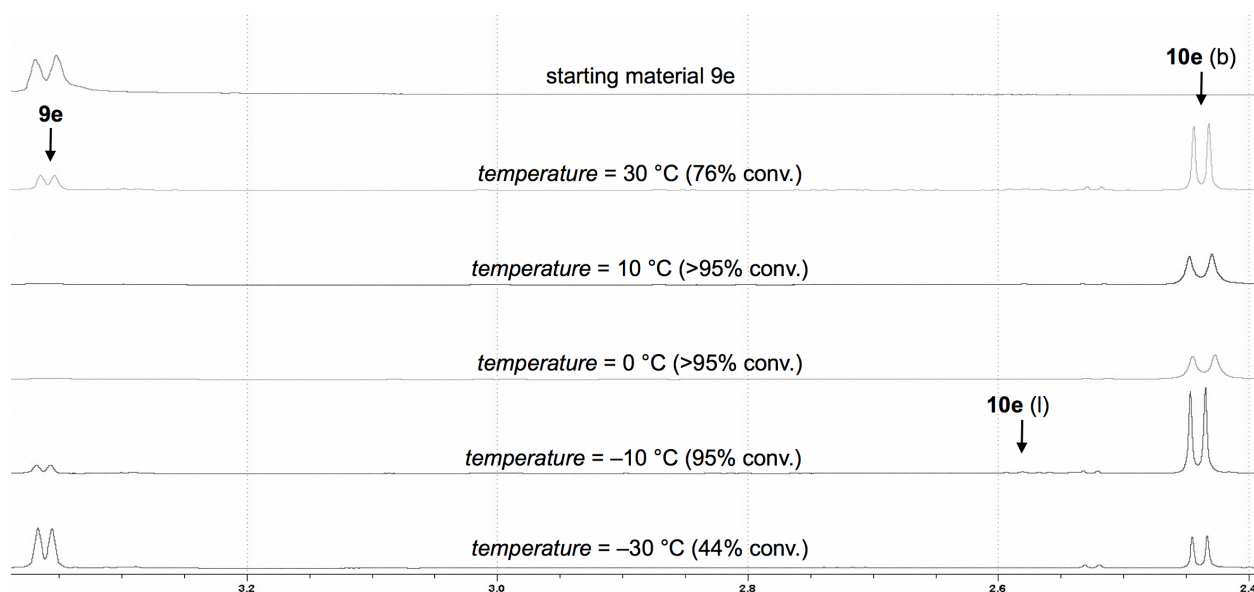 10e (b)
starting material 9e
9e
temperature = 30 °C (76% conv.)
temperature = 10 °C (>95% conv.)
temperature = 0 °C (>95% conv.)
10e (l)
temperature = –10 °C (95% conv.)
temperature = –30 °C (44% conv.)
3.2 3.0 2.8 2.6 2.4